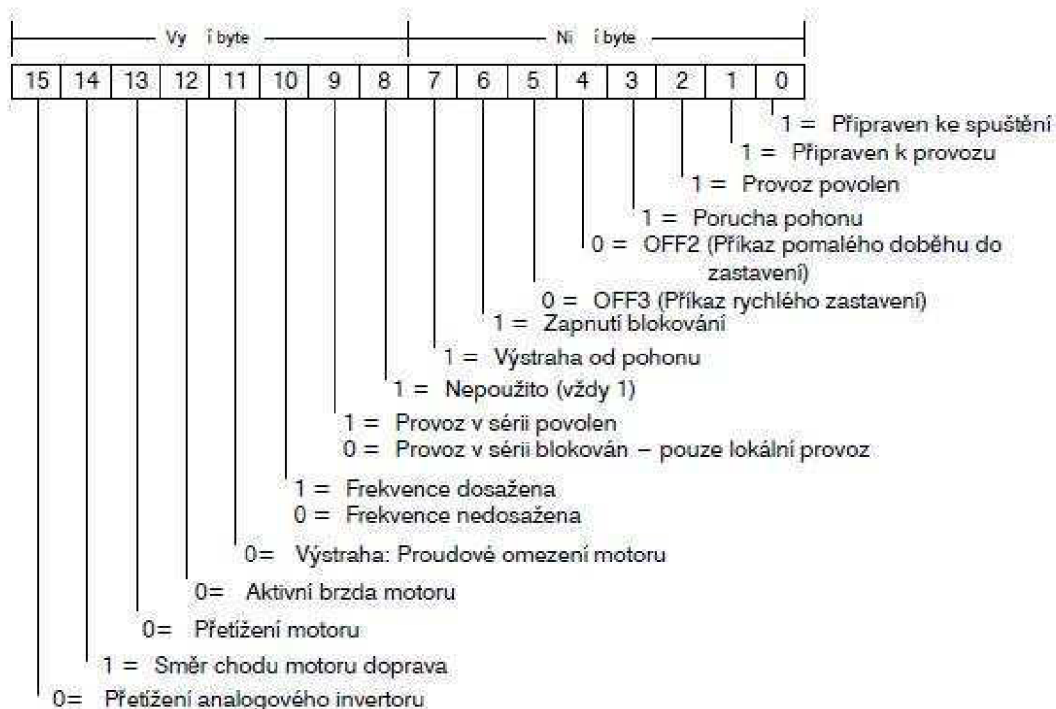 Vy í byte Ni í byte
15 14 13 12 11 10 9 8 7 6 5 4 3 2 1 0
1 = Připraven ke spuštění
1 = Připraven k provozu
1 = Provoz povolen
1 = Porucha pohonu
0 = OFF2 (Příkaz pomalého doběhu do
zastavení)
0 = OFF3 (Příkaz rychlého zastavení)
1 = Zapnutí blokování
1 = Výstraha od pohonu
1 = Nepoužito (vždy 1)
1 = Provoz v sérii povolen
0 = Provoz v sérii blokován – pouze lokální provoz
1 = Frekvence dosažena
0 = Frekvence nedosažena
0= Výstraha: Proudové omezení motoru
0= Aktivní brzda motoru
0= Přetížení motoru
1 = Směr chodu motoru doprava
0= Přetížení analogového invertoru